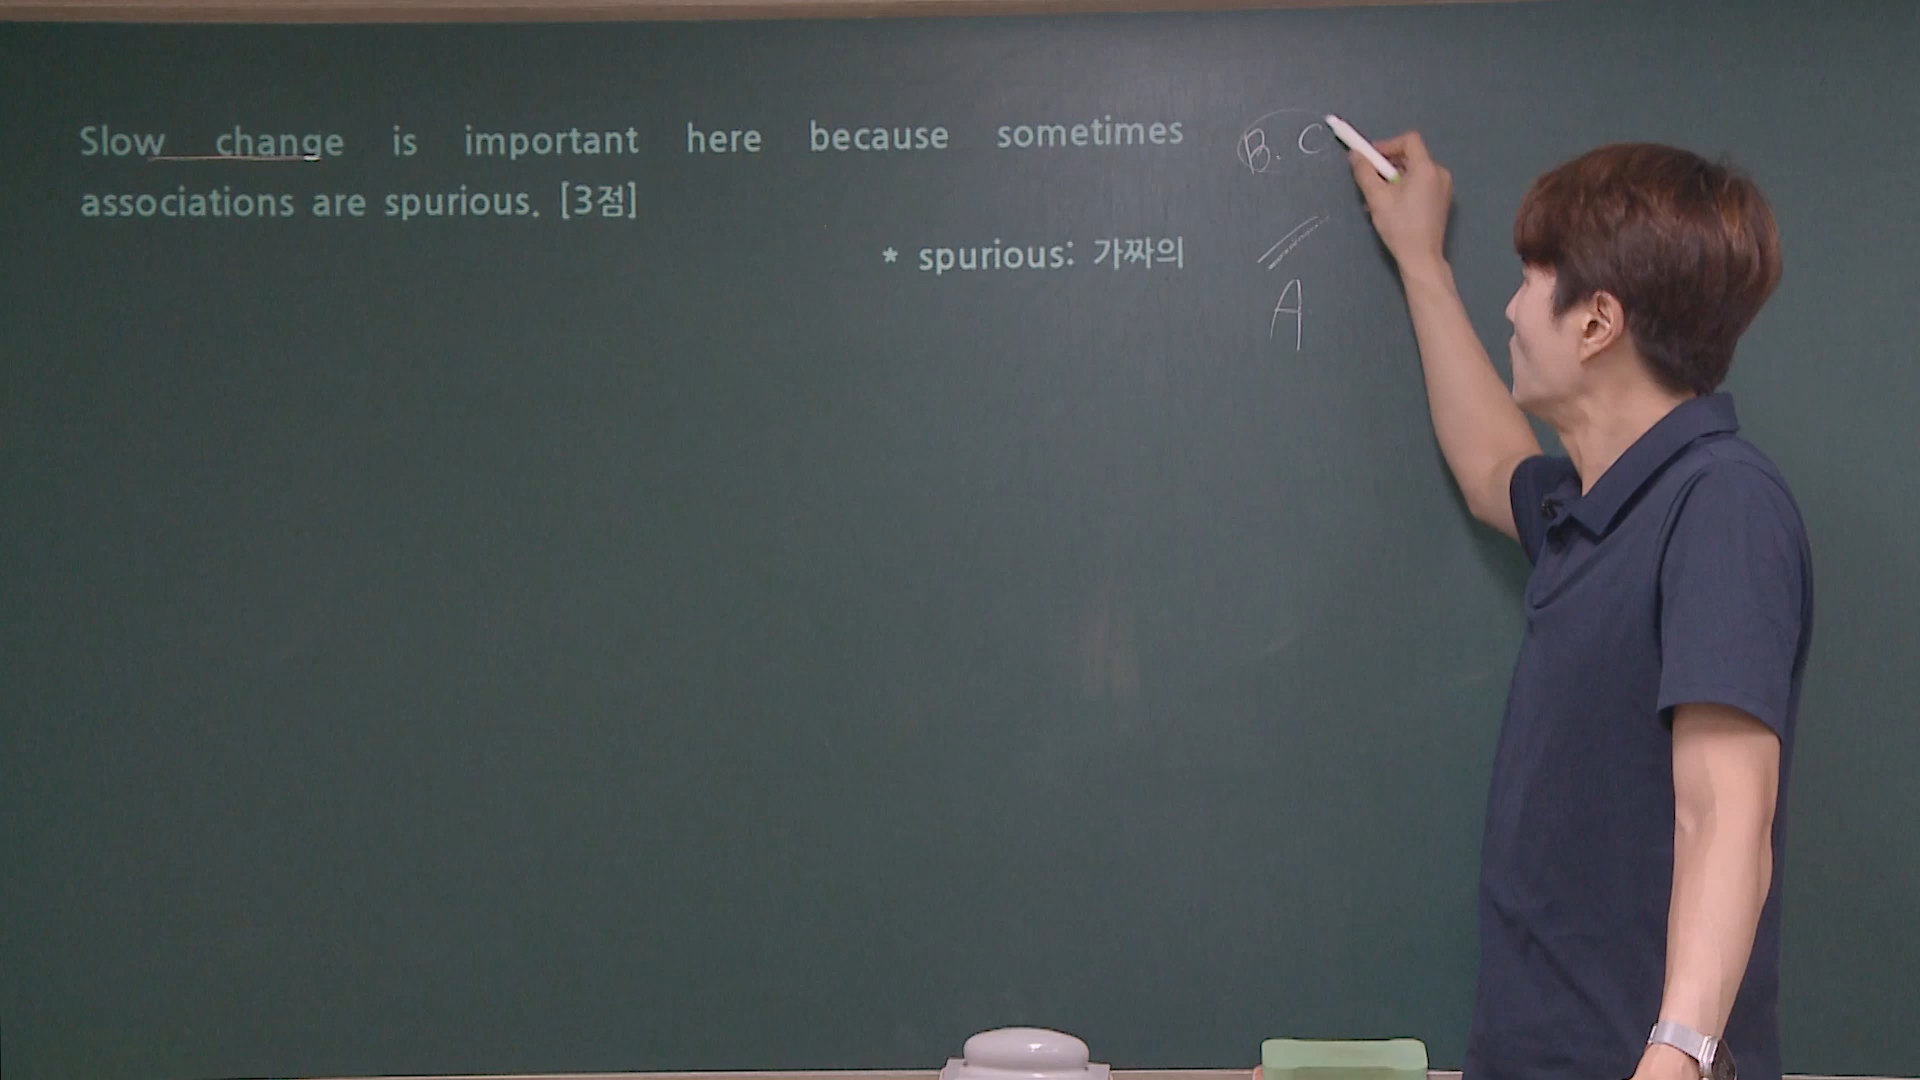 Slow change is important here because sometimes
associations are spurious. [3점]
* spurious: 가짜의
B. C
A